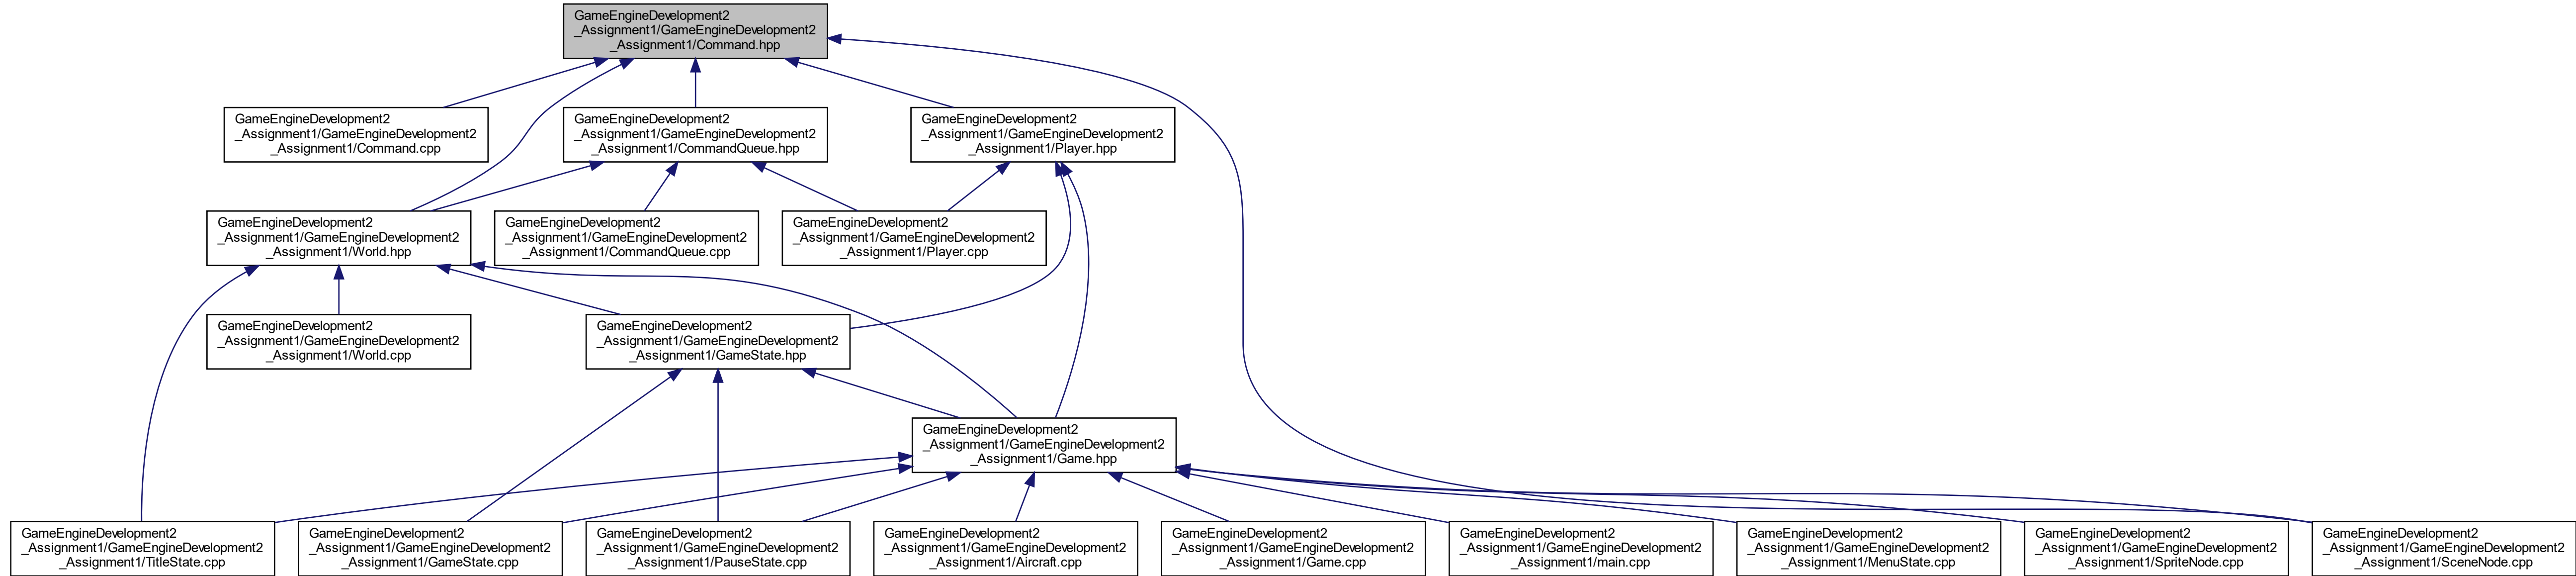 GameEngineDevelopment2
_Assignment1/GameEngineDevelopment2
_Assignment1/Command.hpp
GameEngineDevelopment2
_Assignment1/GameEngineDevelopment2
_Assignment1/Command.cpp
GameEngineDevelopment2
_Assignment1/GameEngineDevelopment2
_Assignment1/CommandQueue.hpp
GameEngineDevelopment2
_Assignment1/GameEngineDevelopment2
_Assignment1/Player.hpp
GameEngineDevelopment2
_Assignment1/GameEngineDevelopment2
_Assignment1/World.hpp
GameEngineDevelopment2
_Assignment1/GameEngineDevelopment2
_Assignment1/CommandQueue.cpp
GameEngineDevelopment2
_Assignment1/GameEngineDevelopment2
_Assignment1/Player.cpp
GameEngineDevelopment2
_Assignment1/GameEngineDevelopment2
_Assignment1/World.cpp
GameEngineDevelopment2
_Assignment1/GameEngineDevelopment2
_Assignment1/GameState.hpp
GameEngineDevelopment2
_Assignment1/GameEngineDevelopment2
_Assignment1/Game.hpp
GameEngineDevelopment2
_Assignment1/GameEngineDevelopment2
_Assignment1/TitleState.cpp
GameEngineDevelopment2
_Assignment1/GameEngineDevelopment2
_Assignment1/GameState.cpp
GameEngineDevelopment2
_Assignment1/GameEngineDevelopment2
_Assignment1/PauseState.cpp
GameEngineDevelopment2
_Assignment1/GameEngineDevelopment2
_Assignment1/Aircraft.cpp
GameEngineDevelopment2
_Assignment1/GameEngineDevelopment2
_Assignment1/Game.cpp
GameEngineDevelopment2
_Assignment1/GameEngineDevelopment2
_Assignment1/main.cpp
GameEngineDevelopment2
_Assignment1/GameEngineDevelopment2
_Assignment1/MenuState.cpp
GameEngineDevelopment2
_Assignment1/GameEngineDevelopment2
_Assignment1/SpriteNode.cpp
GameEngineDevelopment2
_Assignment1/GameEngineDevelopment2
_Assignment1/SceneNode.cpp